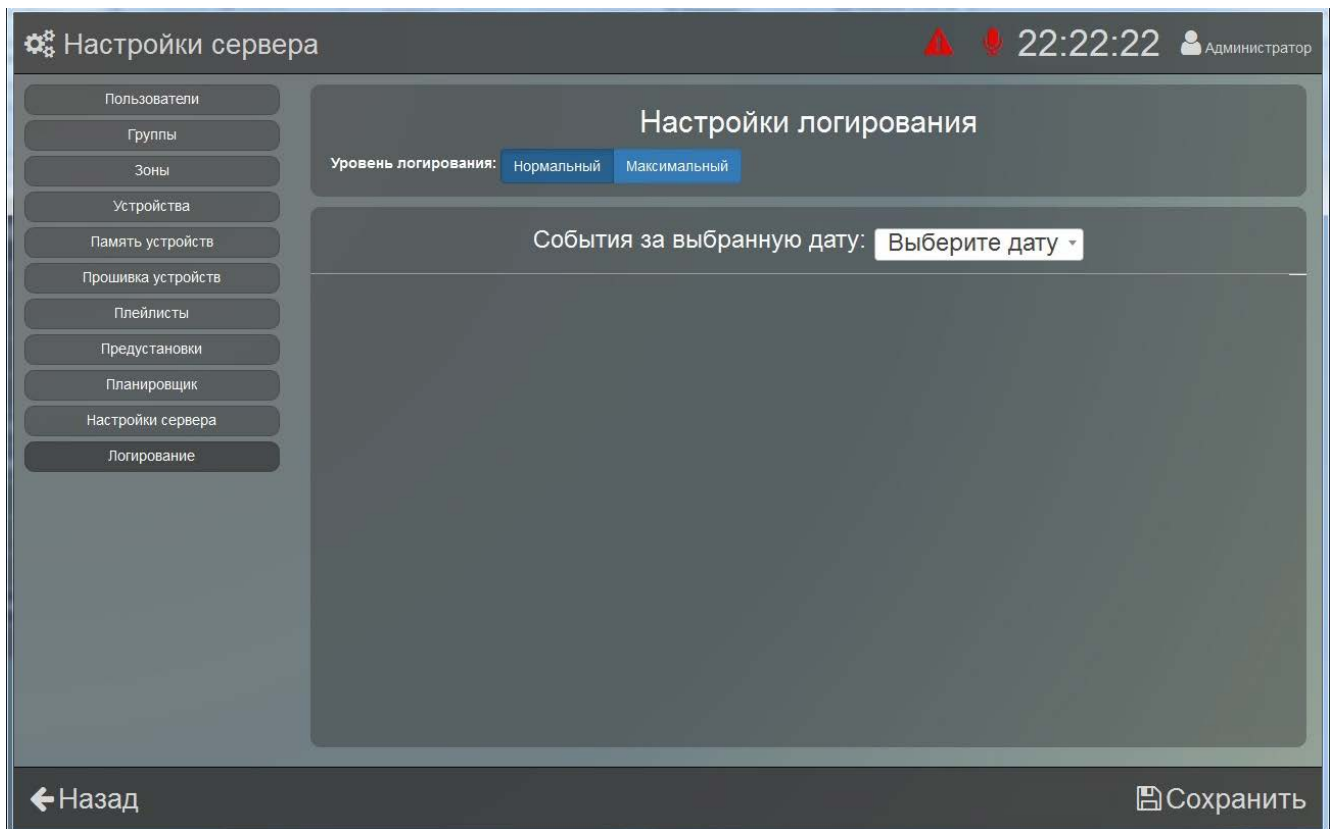 Настройки сервера
22:22:22
Администратор
Пользователи
Группы
Зоны
Устройства
Память устройств
Прошивка устройств
Плейлисты
Предустановки
Планировщик
Настройки сервера
Логирование
Настройки логирования
Уровень логирования: Нормальный Максимальный
События за выбранную дату: Выберите дату
Назад
Сохранить